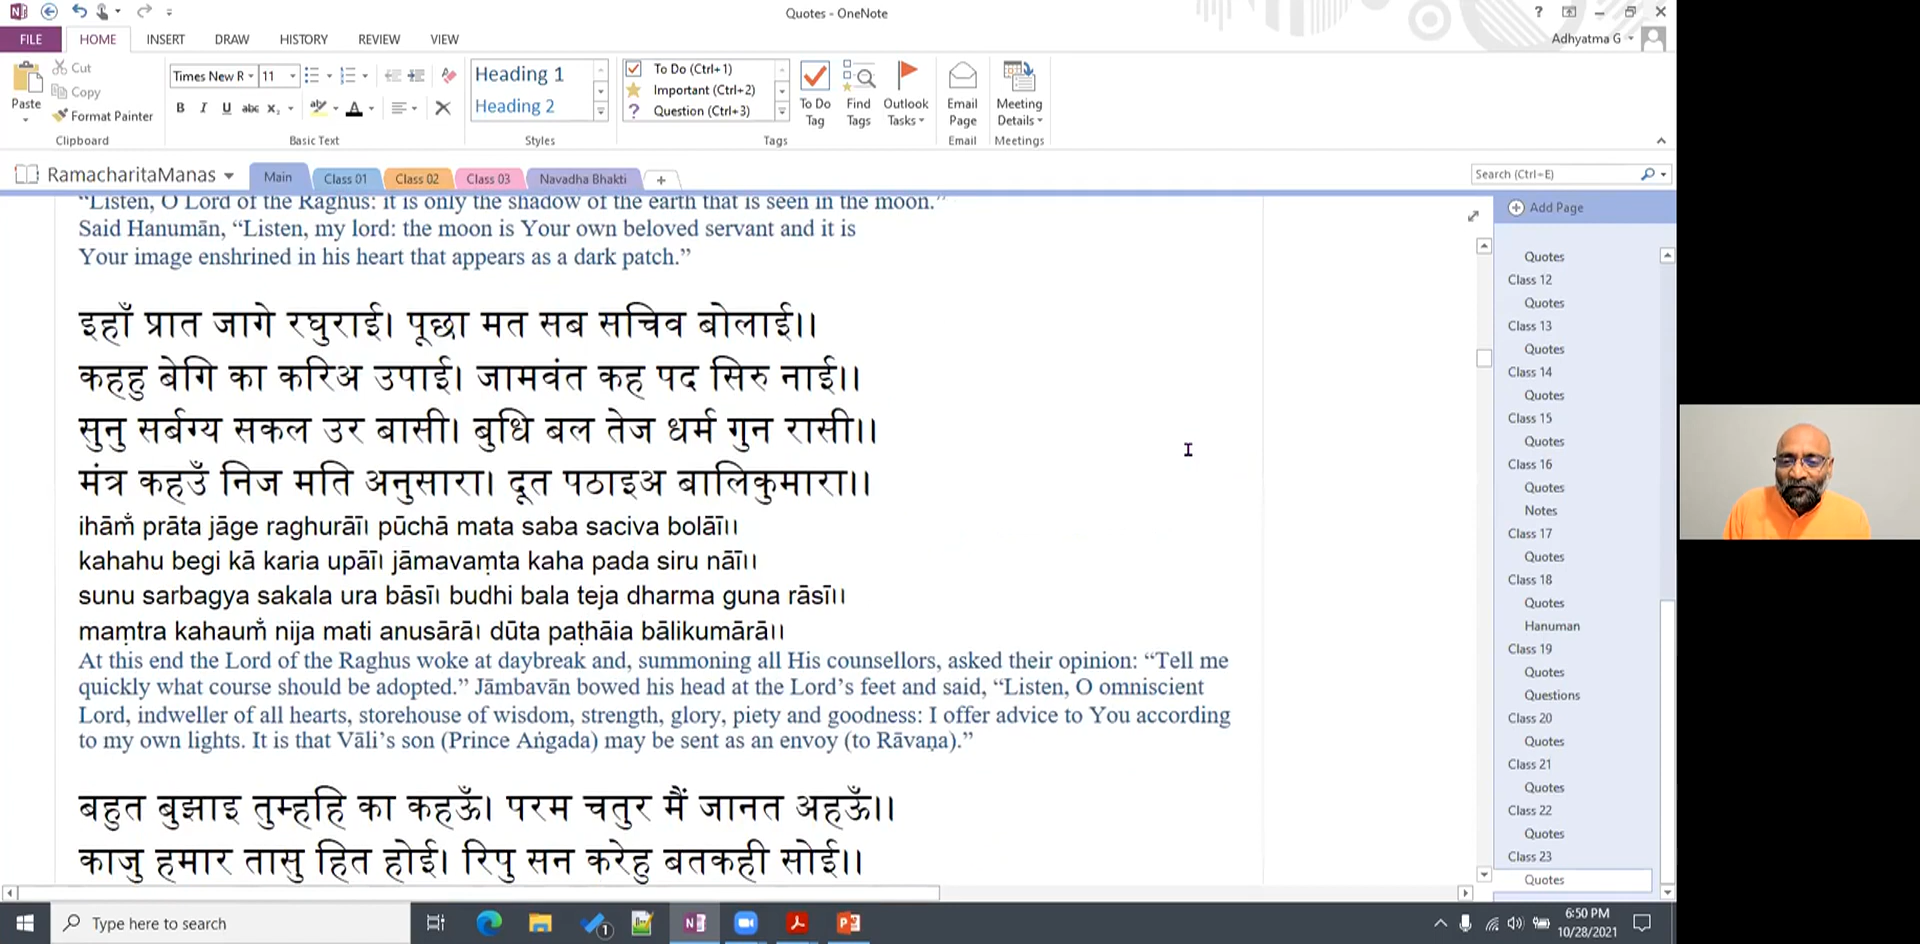 Quotes - OneNote
Adhyatma G
FILE HOME INSERT DRAW HISTORY REVIEW VIEW
Paste
Cut
Copy
Format Painter
Clipboard
Times New R 11
B I U abc x₂ A
Basic Text
Heading 1
Heading 2
Styles
To Do (Ctrl+1)
Important (Ctrl+2)
Question (Ctrl+3)
To Do Tag
Find Tags
Outlook Tasks
Tags
Email Page
Email
Meeting Details
Meetings
RamacharitaManas
Main Class 01 Class 02 Class 03 Navadha Bhakti
Search (Ctrl+E)
“Listen, O Lord of the Raghus: it is only the shadow of the earth that is seen in the moon.”
Said Hanumān, “Listen, my lord: the moon is Your own beloved servant and it is
Your image enshrined in his heart that appears as a dark patch.”
इहाँ प्रात जागे रघुराई। पूछा मत सब सचिव बोलाई।।
कहहु बेगि का करिअ उपाई। जामवंत कह पद सिरु नाई।।
सुनु सर्बग्य सकल उर बासी। बुधि बल तेज धर्म गुन रासी।।
मंत्र कहउँ निज मति अनुसारा। दूत पठाइअ बालिकुमारा।।
ihām̐ prāta jāge raghurāī। pūchā mata saba saciva bolāī।।
kahahu begi kā karia upāī। jāmavaṃta kaha pada siru nāī।।
sunu sarbagya sakala ura bāsī। budhi bala teja dharma guna rāsī।।
maṃtra kahaum̐ nija mati anusārā। dūta paṭhāia bālikumārā।।
At this end the Lord of the Raghus woke at daybreak and, summoning all His counsellors, asked their opinion: “Tell me
quickly what course should be adopted.” Jāmbavān bowed his head at the Lord’s feet and said, “Listen, O omniscient
Lord, indweller of all hearts, storehouse of wisdom, strength, glory, piety and goodness: I offer advice to You according
to my own lights. It is that Vāli’s son (Prince Aṅgada) may be sent as an envoy (to Rāvaṇa).”
बहुत बुझाइ तुम्हहि का कहऊँ। परम चतुर मैं जानत अहऊँ।।
काजु हमार तासु हित होई। रिपु सन करेहु बतकही सोई।।
Add Page
Quotes
Class 12
Quotes
Class 13
Quotes
Class 14
Quotes
Class 15
Quotes
Class 16
Quotes
Notes
Class 17
Quotes
Class 18
Quotes
Hanuman
Class 19
Quotes
Questions
Class 20
Quotes
Class 21
Quotes
Class 22
Quotes
Class 23
Quotes
Type here to search
6:50 PM
10/28/2021